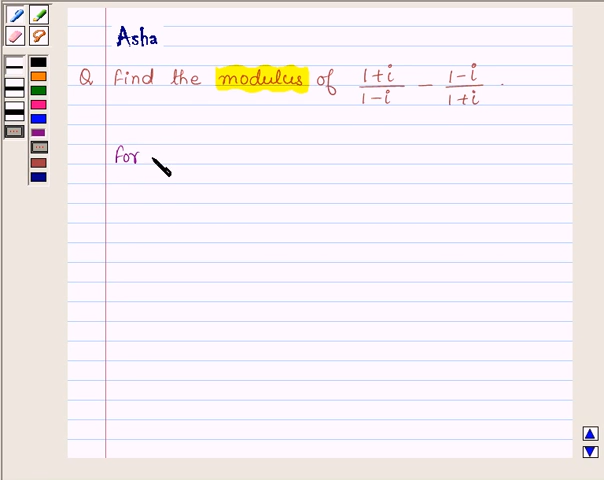 Asha
Q Find the modulus of (1+i)/(1-i) - (1-i)/(1+i).
For